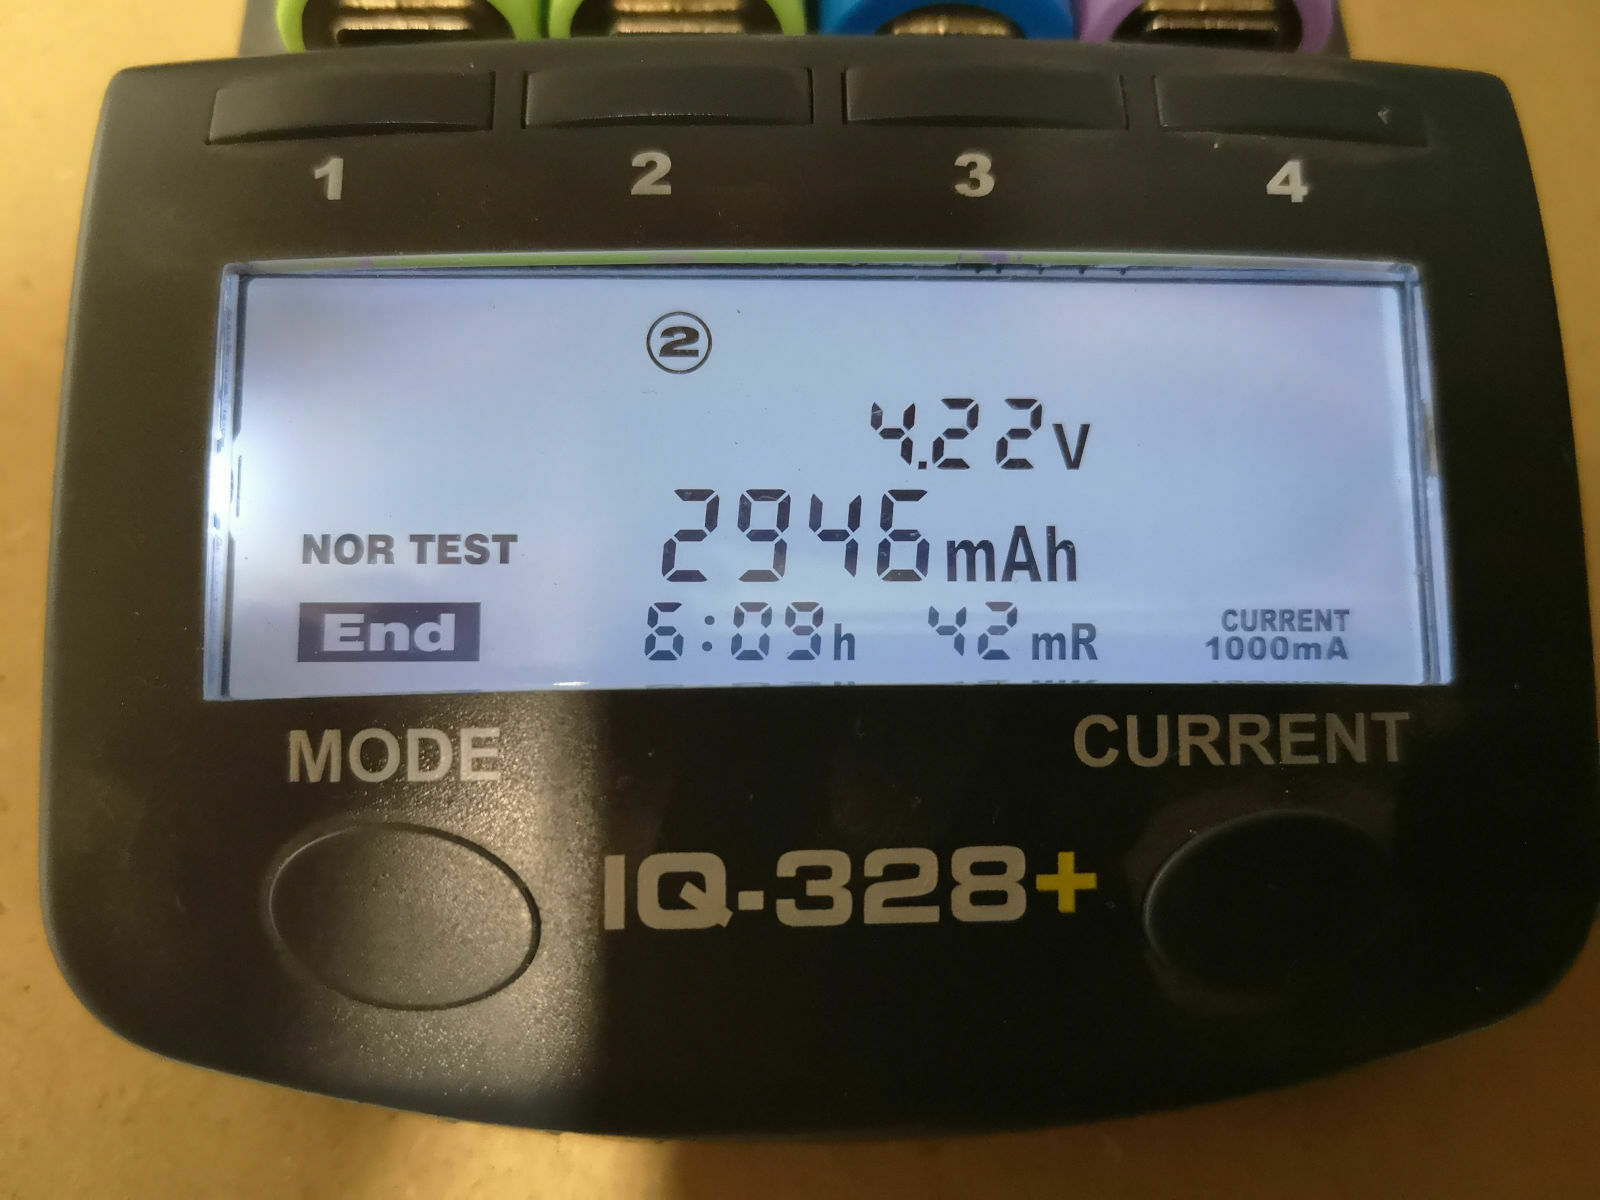 1 2 3 4
2
4.22V
NOR TEST 2946mAh
End 6:09h 42mR CURRENT 1000mA
MODE CURRENT
IQ-328+